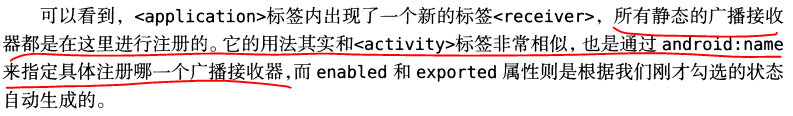 可以看到，<application>标签内出现了一个新的标签<receiver>，所有静态的广播接收
器都是在这里进行注册的。它的用法其实和<activity>标签非常相似，也是通过 android:name
来指定具体注册哪一个广播接收器，而 enabled 和 exported 属性则是根据我们刚才勾选的状态
自动生成的。